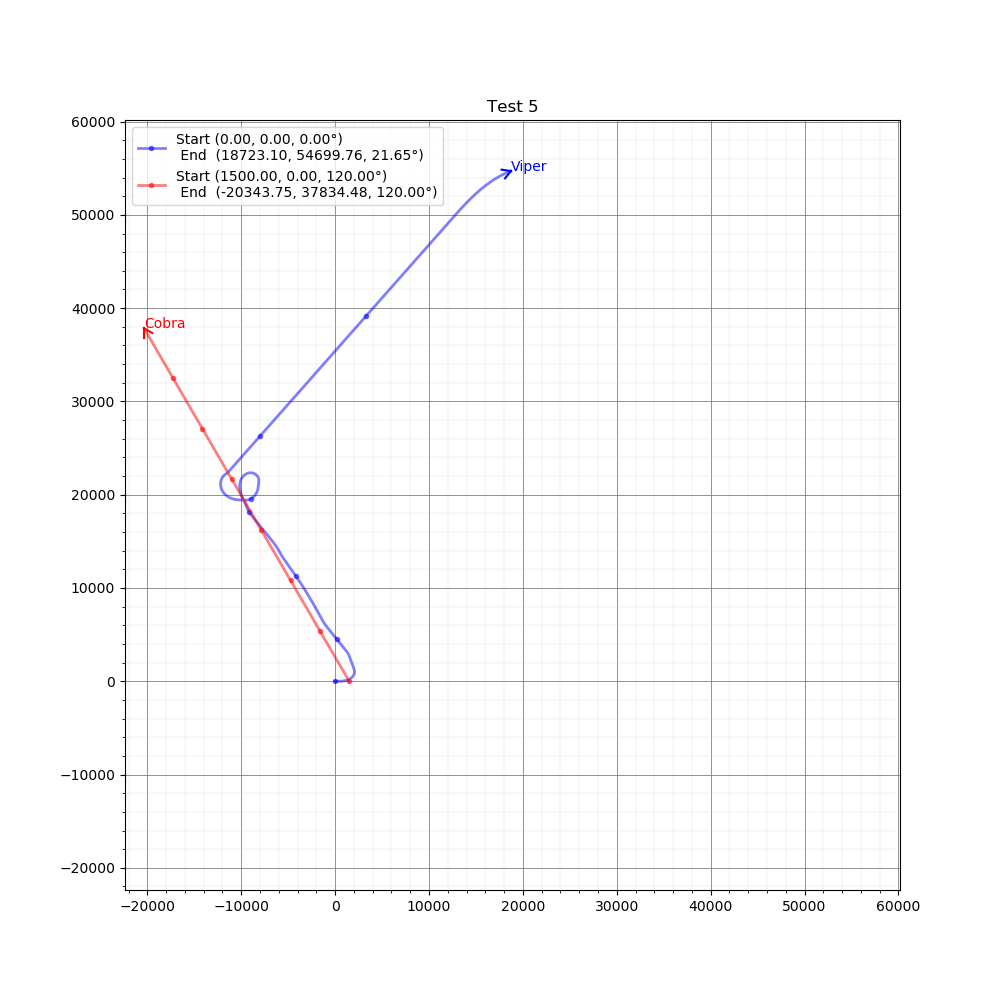 Test 5
Start (0.00, 0.00, 0.00°)
End (18723.10, 54699.76, 21.65°)
Start (1500.00, 0.00, 120.00°)
End (-20343.75, 37834.48, 120.00°)
Viper
Cobra
60000
50000
40000
30000
20000
10000
0
−10000
−20000
−20000 −10000 0 10000 20000 30000 40000 50000 60000